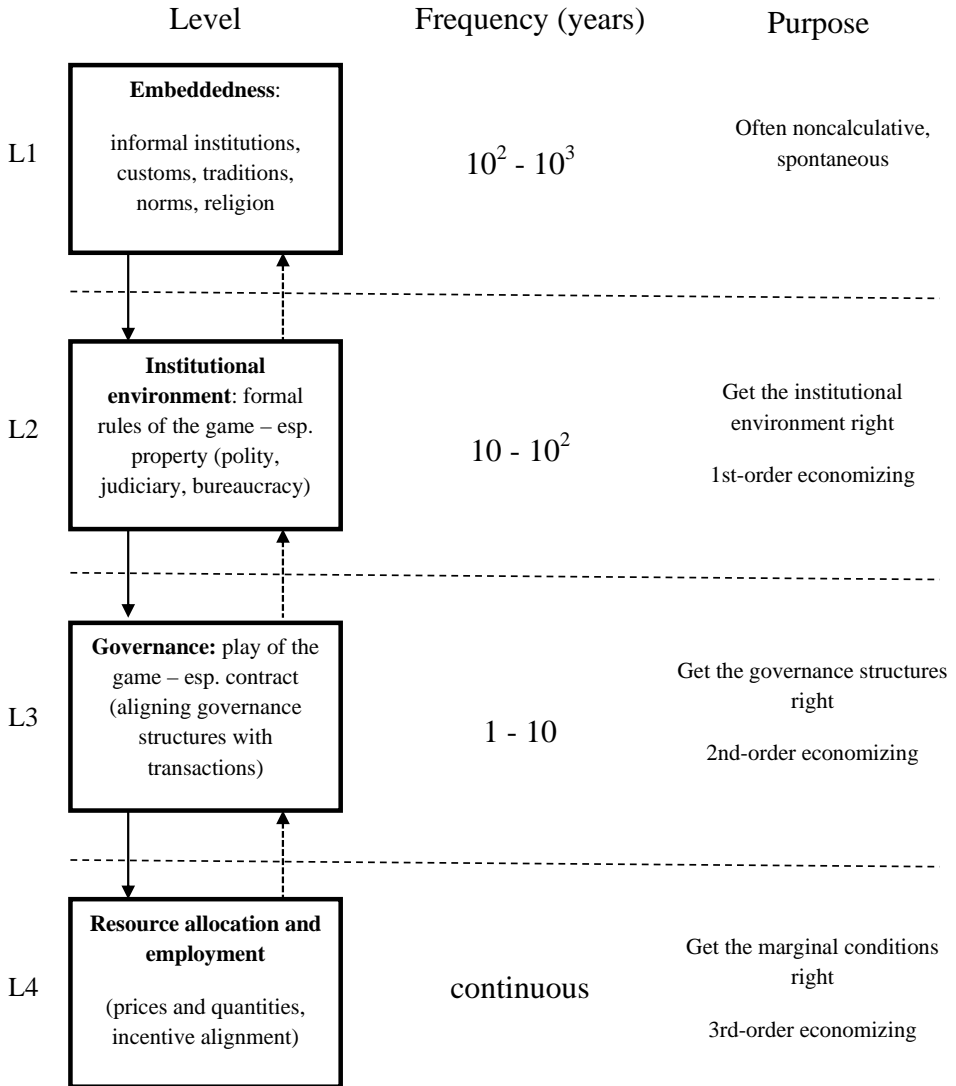 Level
Frequency (years)
Purpose
L1
Embeddedness:
informal institutions,
customs, traditions,
norms, religion
10² - 10³
Often noncalculative,
spontaneous
L2
Institutional
environment: formal
rules of the game – esp.
property (polity,
judiciary, bureaucracy)
10 - 10²
Get the institutional
environment right
1st-order economizing
L3
Governance: play of the
game – esp. contract
(aligning governance
structures with
transactions)
1 - 10
Get the governance structures
right
2nd-order economizing
L4
Resource allocation and
employment
(prices and quantities,
incentive alignment)
continuous
Get the marginal conditions
right
3rd-order economizing